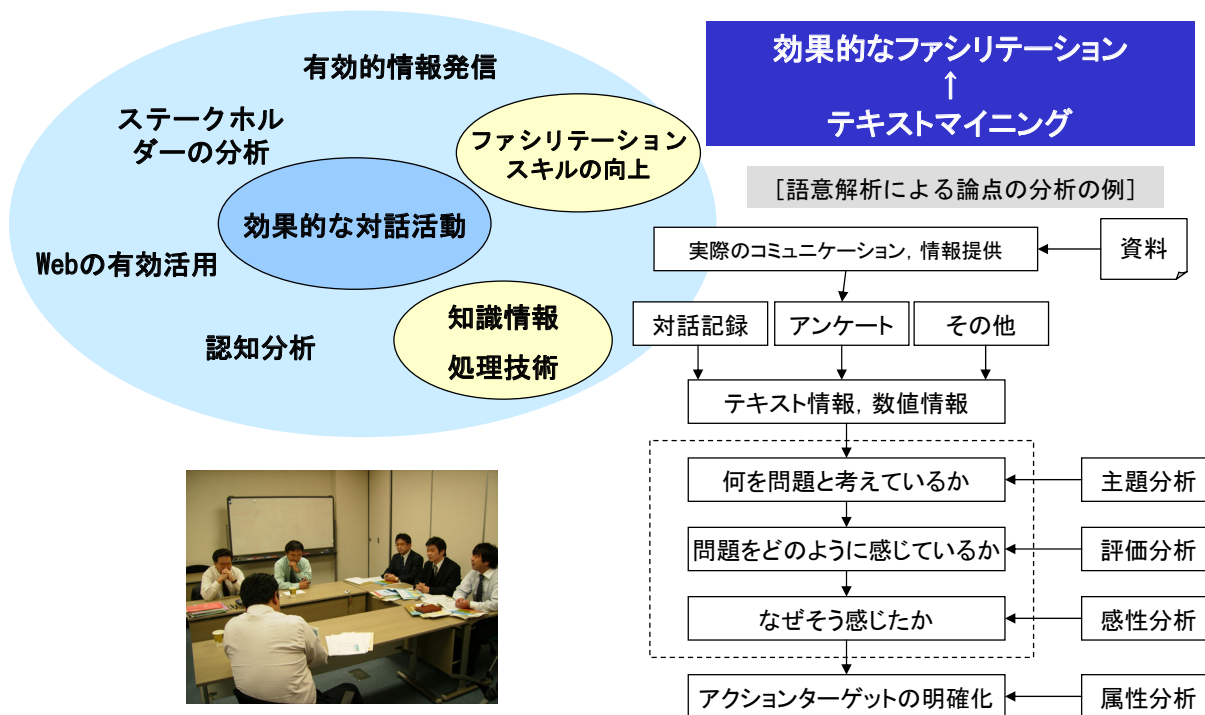 有効的情報発信
ステークホル
ダーの分析
ファシリテーション
スキルの向上
効果的な対話活動
Webの有効活用
知識情報
処理技術
認知分析
効果的なファシリテーション
↑
テキストマイニング
[語意解析による論点の分析の例]
実際のコミュニケーション,情報提供
資料
対話記録
アンケート
その他
テキスト情報,数値情報
何を問題と考えているか
主題分析
問題をどのように感じているか
評価分析
なぜそう感じたか
感性分析
アクションターゲットの明確化
属性分析